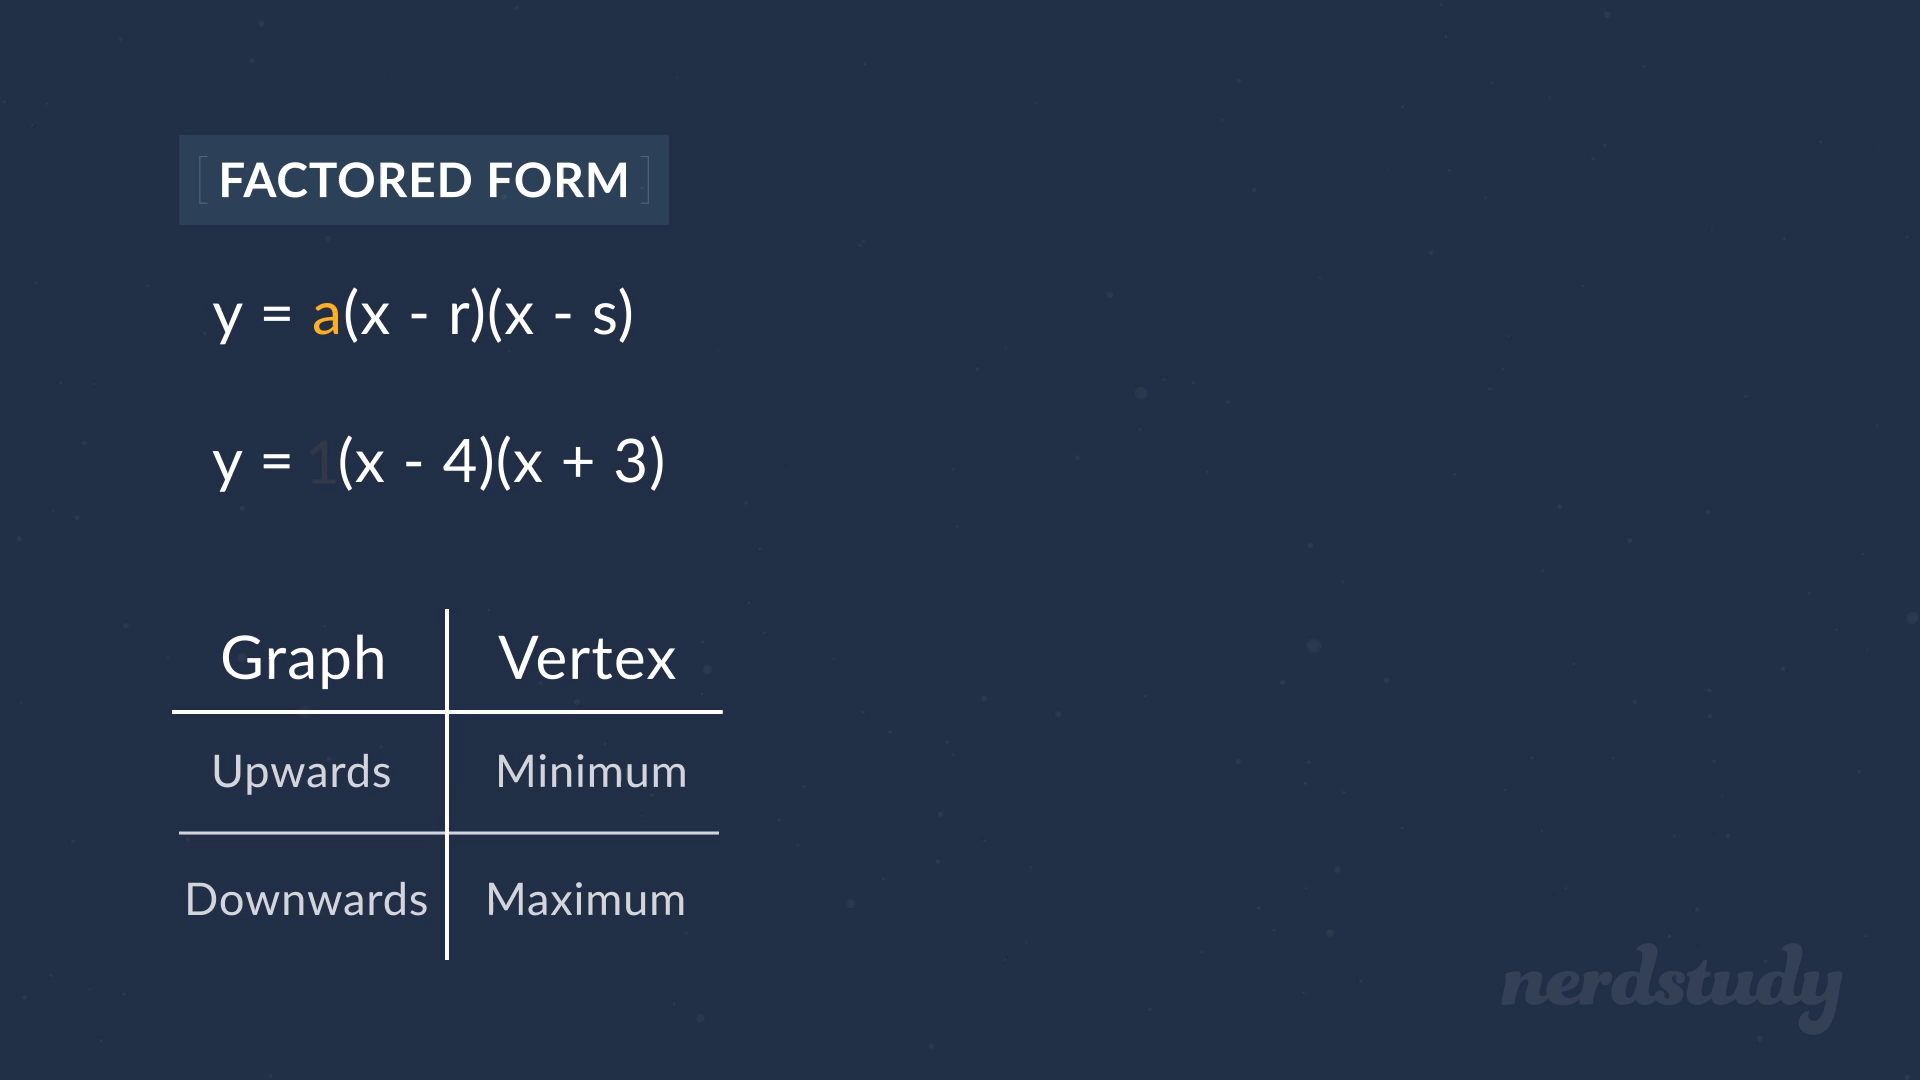 [ FACTORED FORM ]
y = a(x - r)(x - s)
y = 1(x - 4)(x + 3)
Graph Vertex
Upwards Minimum
Downwards Maximum
nerdstudy